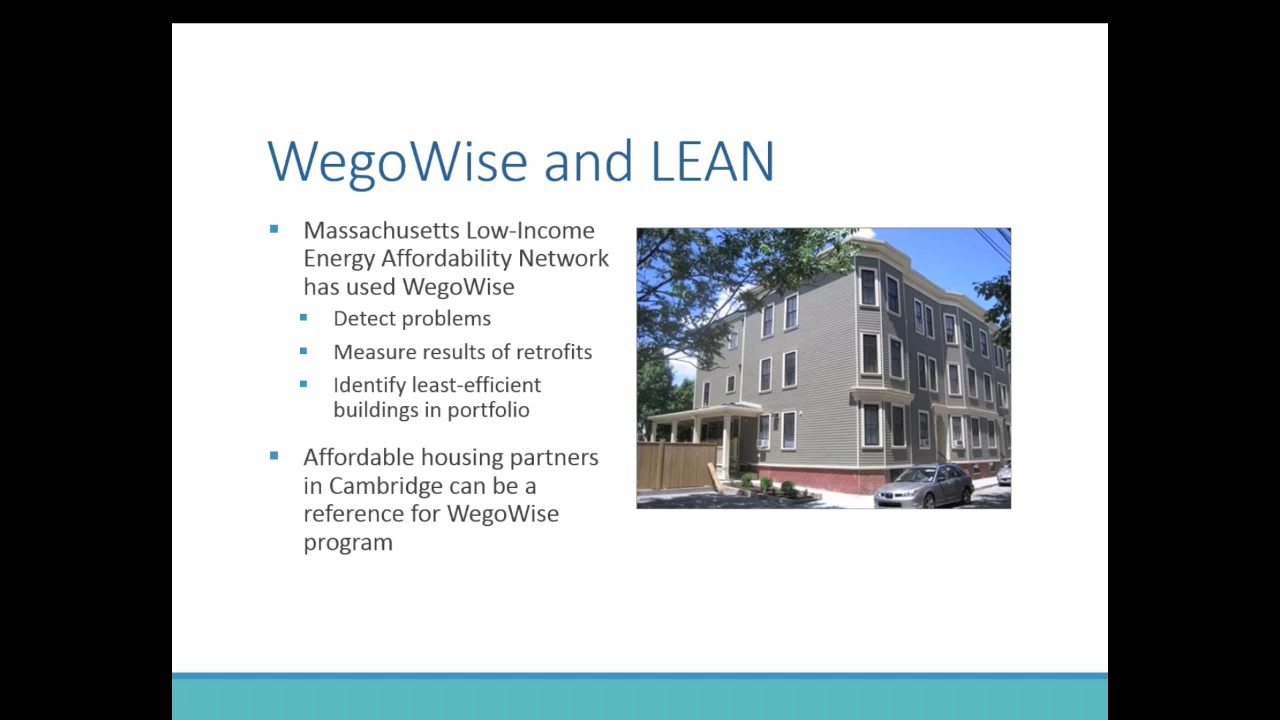 WegoWise and LEAN
Massachusetts Low-Income
Energy Affordability Network
has used WegoWise
Detect problems
Measure results of retrofits
Identify least-efficient
buildings in portfolio
Affordable housing partners
in Cambridge can be a
reference for WegoWise
program